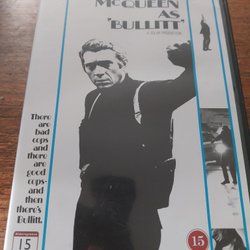 McQUEEN
AS
'BULLITT'
There
are
bad
cops
and
there
are
good
cops-
and
then
there's
Bullitt.
15
15